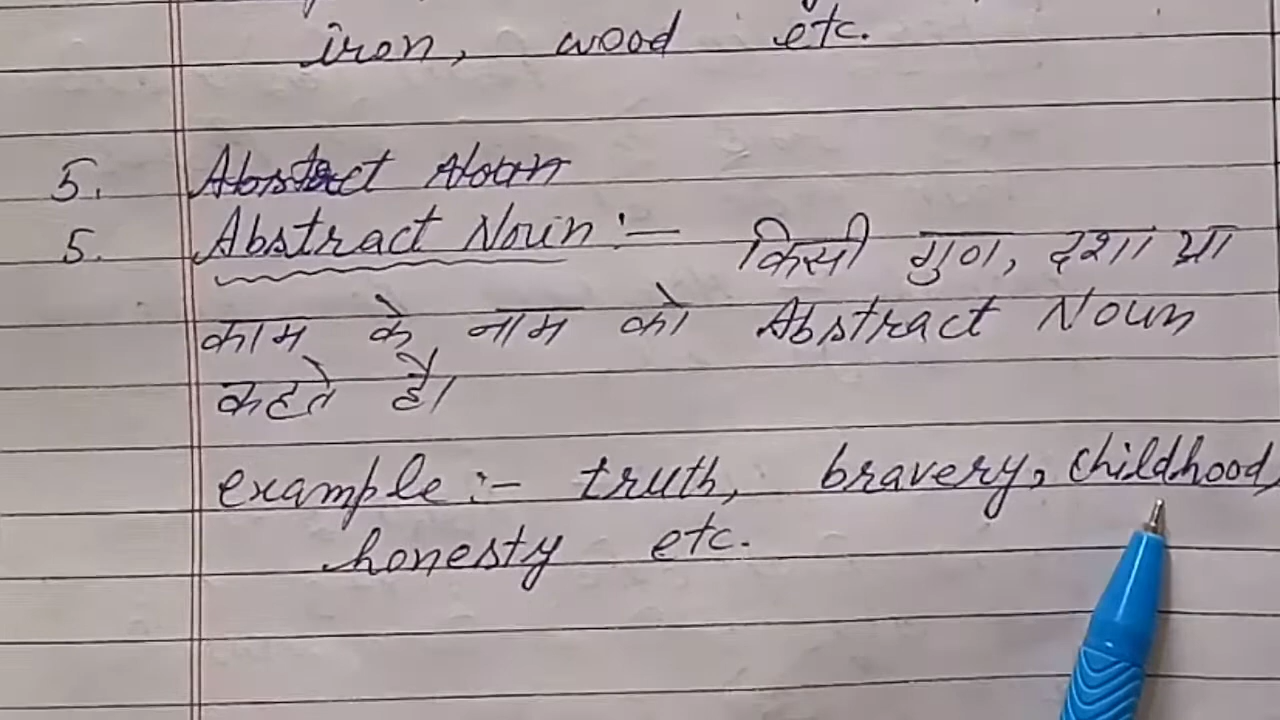 iron, wood etc.
5. Abstract Noun
5. Abstract Noun :- किसी गुण, दशा या
काम के नाम को Abstract Noun
कहते है।
example :- truth, bravery, childhood,
honesty etc.